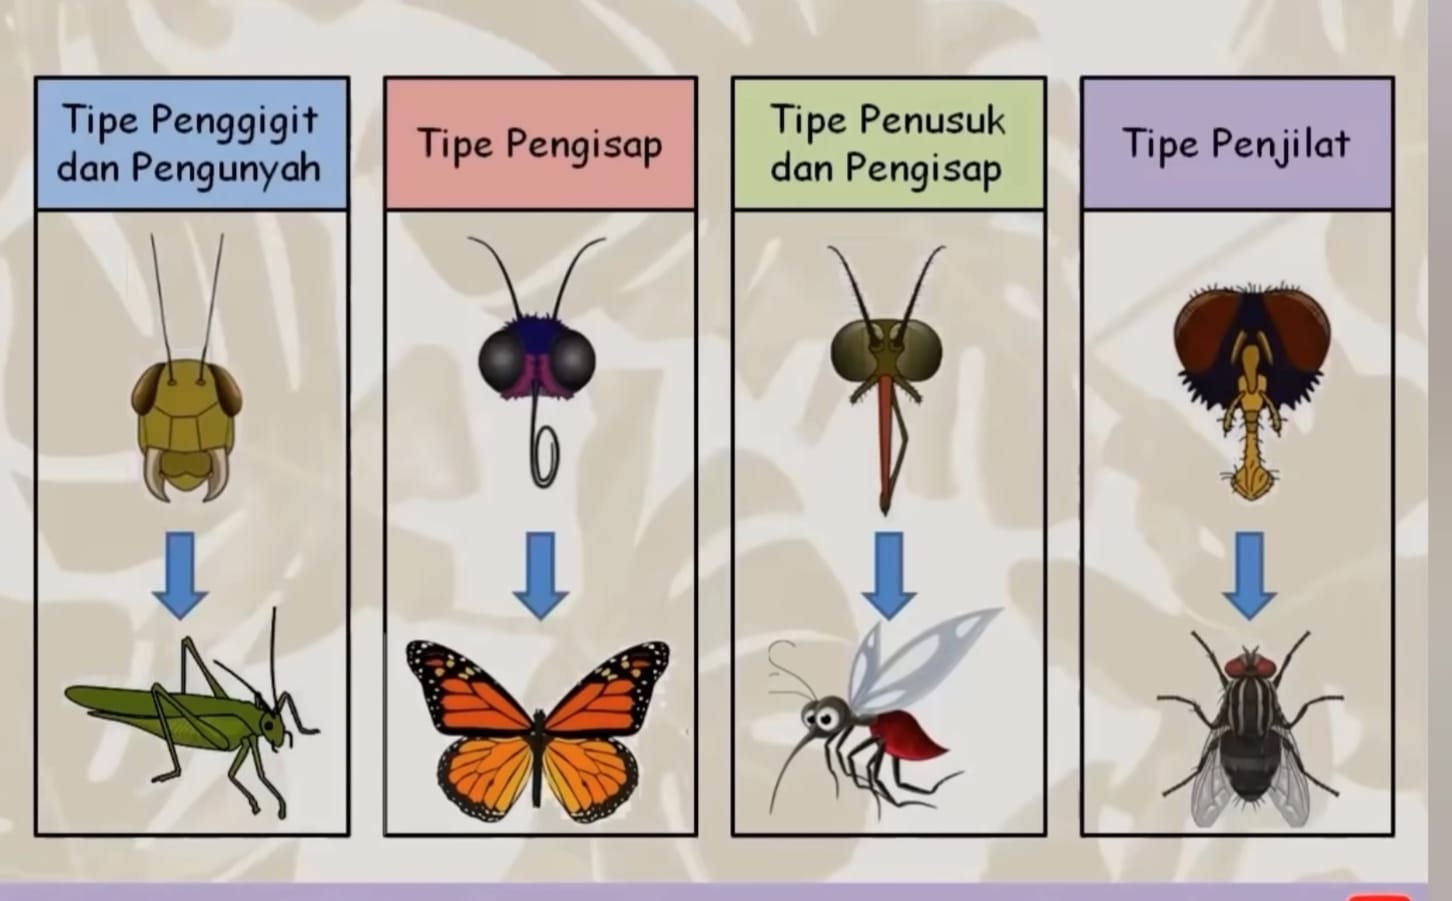 Tipe Penggigit
dan Pengunyah
Tipe Pengisap
Tipe Penusuk
dan Pengisap
Tipe Penjilat